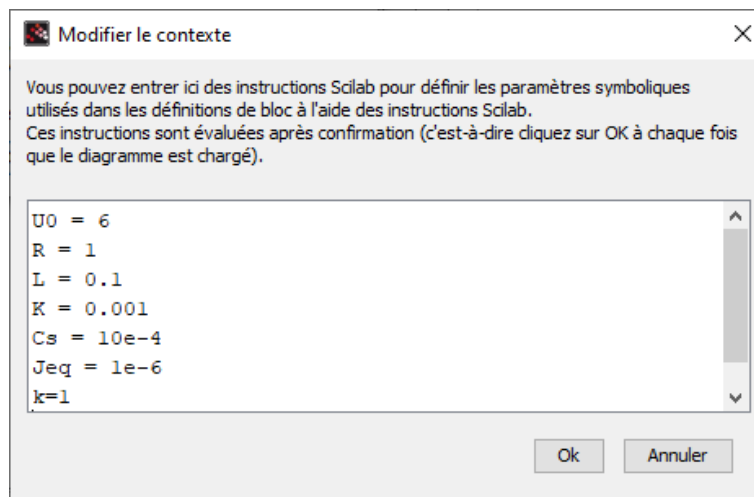 Modifier le contexte
Vous pouvez entrer ici des instructions Scilab pour définir les paramètres symboliques
utilisés dans les définitions de bloc à l'aide des instructions Scilab.
Ces instructions sont évaluées après confirmation (c'est-à-dire cliquez sur OK à chaque fois
que le diagramme est chargé).
U0 = 6
R = 1
L = 0.1
K = 0.001
Cs = 10e-4
Jeq = 1e-6
k=1
Ok Annuler